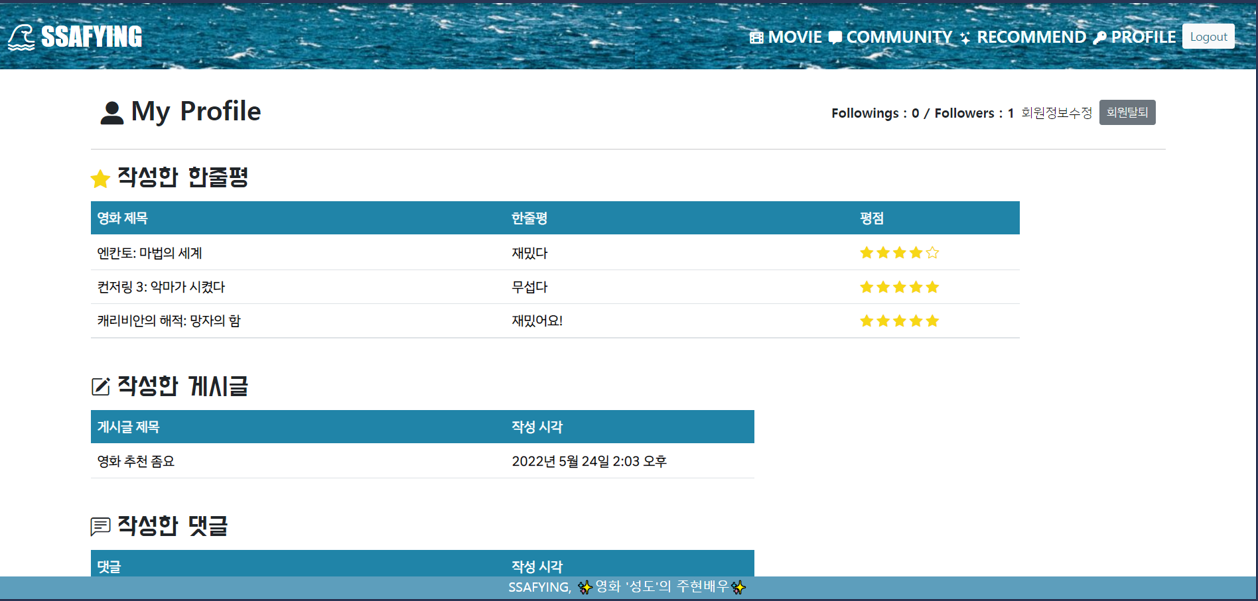 SSAFYING MOVIE COMMUNITY RECOMMEND PROFILE Logout
My Profile Followings : 0 / Followers : 1 회원정보수정 회원탈퇴
작성한 한줄평
영화 제목 한줄평 평점
엔칸토: 마법의 세계 재밌다
컨저링 3: 악마가 시켰다 무섭다
캐리비안의 해적: 망자의 함 재밌어요!
작성한 게시글
게시글 제목 작성 시각
영화 추천 좀요 2022년 5월 24일 2:03 오후
작성한 댓글
댓글 작성 시각
SSAFYING, ✨영화 '성도'의 주현배우✨